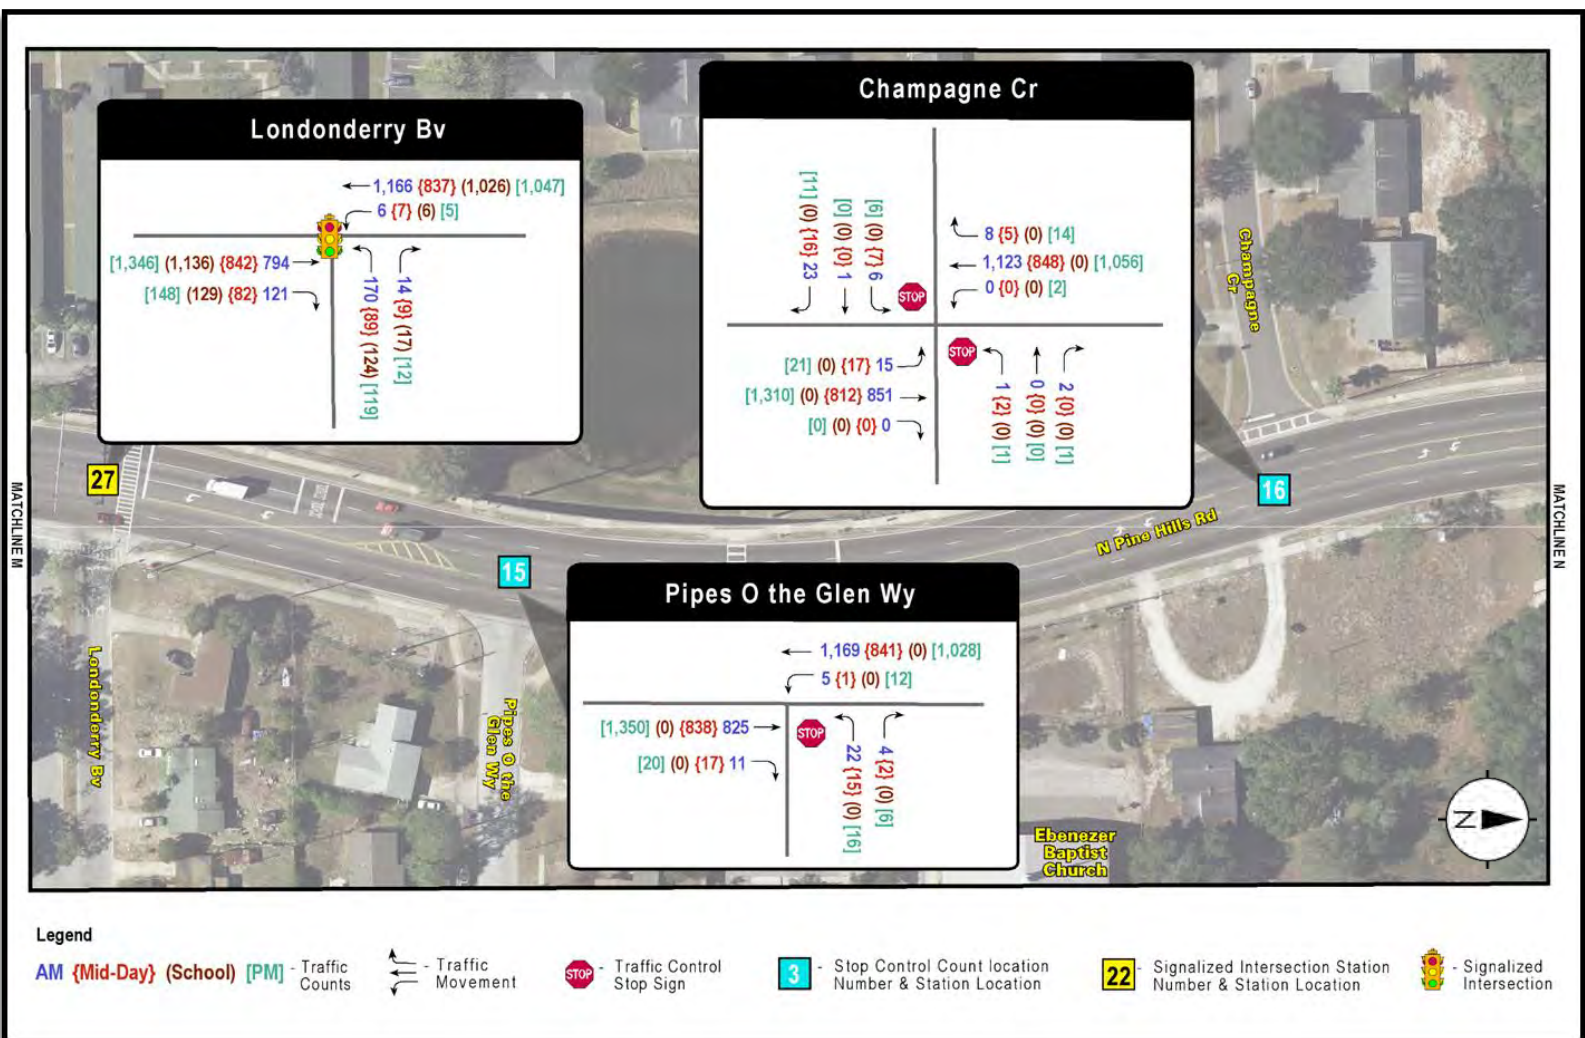 Londonderry Bv
1,166 {837} (1,026) [1,047]
6 {7} (6) [5]
[1,346] (1,136) {842} 794
[148] (129) {82} 121
170 {89} (124) [119]
14 {9} (17) [12]
Champagne Cr
[11] (0) {16} 23
[0] (0) {0} 1
[6] (0) {7} 6
STOP
8 {5} (0) [14]
1,123 {848} (0) [1,056]
0 {0} (0) [2]
[21] (0) {17} 15
[1,310] (0) {812} 851
[0] (0) {0} 0
STOP
1 {2} (0) [1]
0 {0} (0) [0]
2 {0} (0) [1]
Champagne
Cr
27
16
MATCHLINE M
MATCHLINE N
N Pine Hills Rd
15
Pipes O the Glen Wy
1,169 {841} (0) [1,028]
5 {1} (0) [12]
[1,350] (0) {838} 825
[20] (0) {17} 11
STOP
22 {15} (0) [16]
4 {2} (0) [6]
Londonderry Bv
Pipes O the
Glen Wy
Ebenezer
Baptist
Church
N
Legend
AM {Mid-Day} (School) [PM] - Traffic
Counts
- Traffic
Movement
STOP - Traffic Control
Stop Sign
3 - Stop Control Count location
Number & Station Location
22 - Signalized Intersection Station
Number & Station Location
- Signalized
Intersection